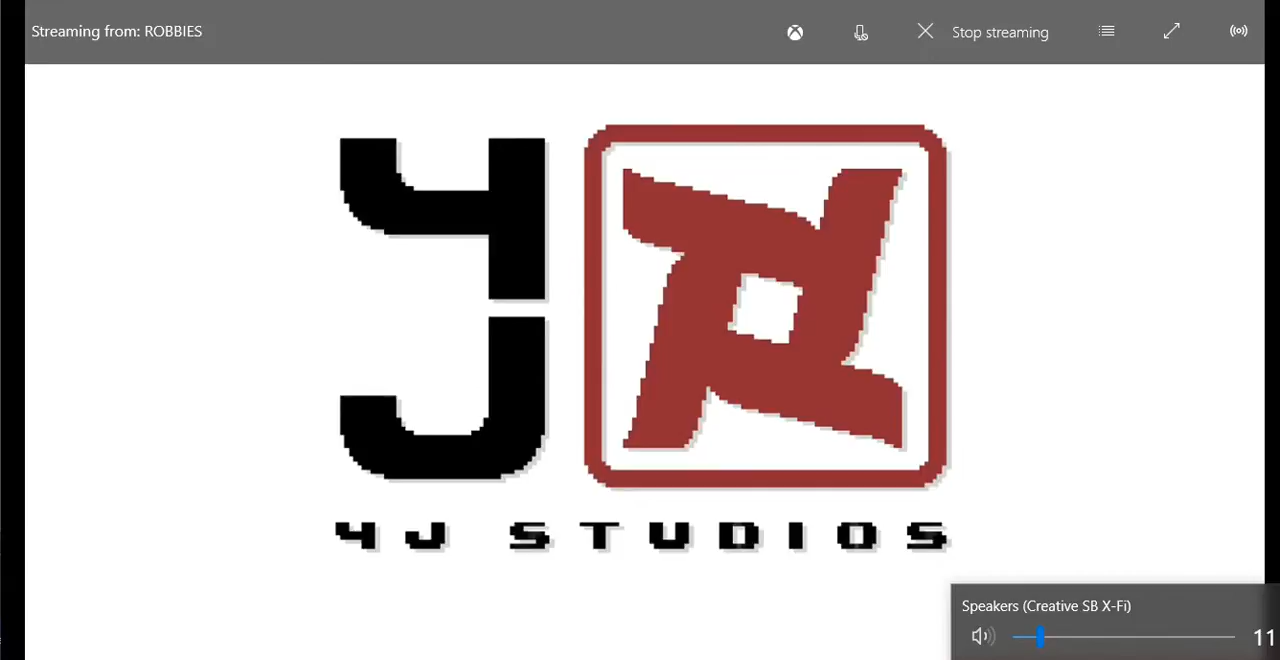 Streaming from: ROBBIES
Stop streaming
4J
4J STUDIOS
Speakers (Creative SB X-Fi)
11